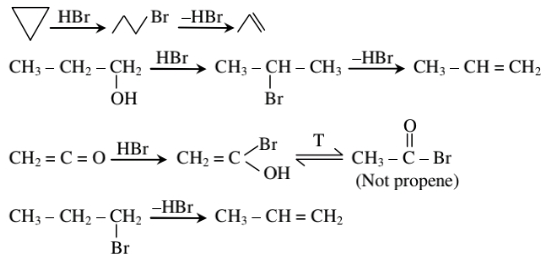 HBr Br –HBr
CH₃ – CH₂ – CH₂ HBr CH₃ – CH – CH₃ –HBr CH₃ – CH = CH₂
OH Br
O
CH₂ = C = O HBr CH₂ = C Br OH T CH₃ – C – Br
(Not propene)
CH₃ – CH₂ – CH₂ –HBr CH₃ – CH = CH₂
Br